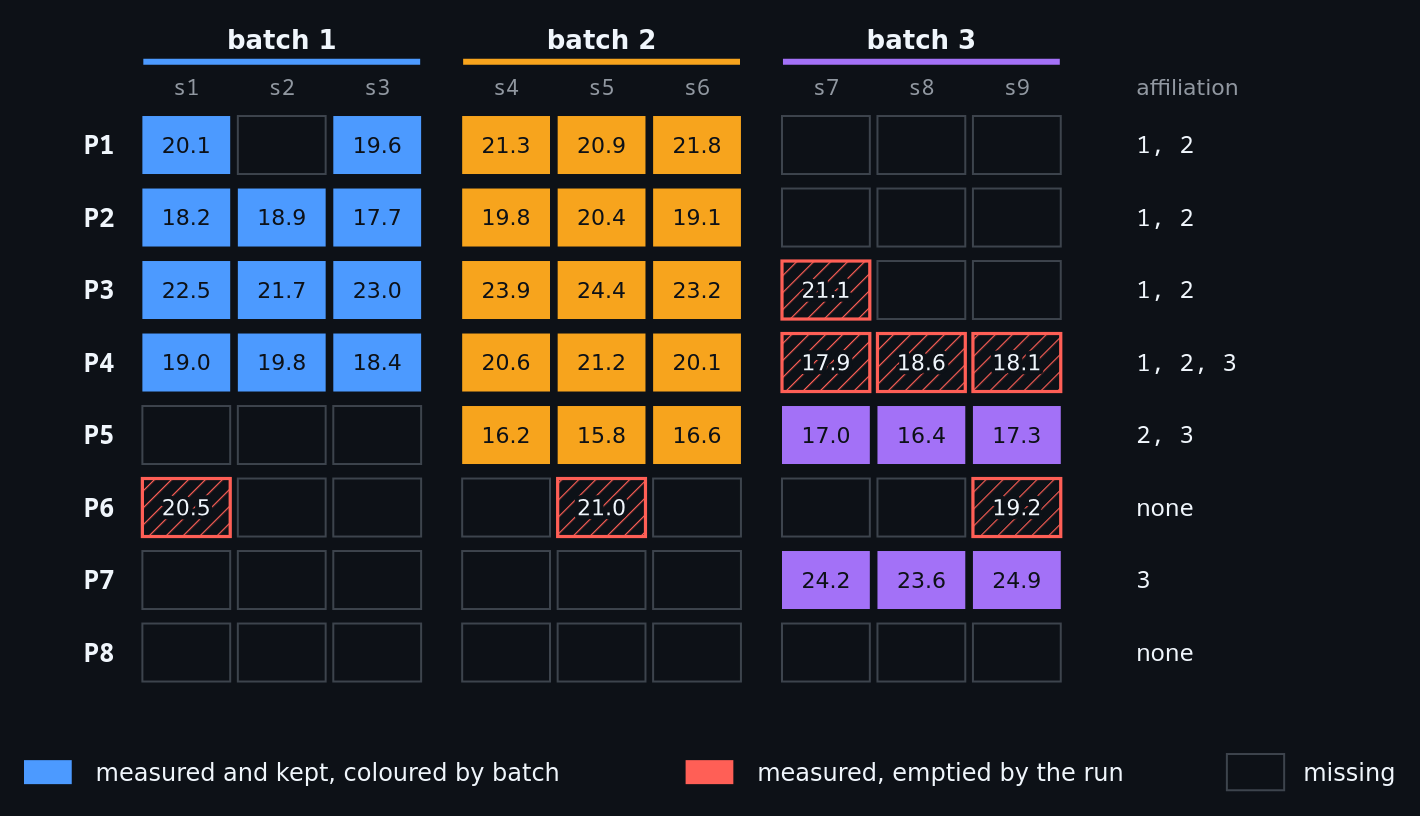 batch 1 batch 2 batch 3
s1 s2 s3 s4 s5 s6 s7 s8 s9 affiliation
P1 20.1 19.6 21.3 20.9 21.8 1, 2
P2 18.2 18.9 17.7 19.8 20.4 19.1 1, 2
P3 22.5 21.7 23.0 23.9 24.4 23.2 21.1 1, 2
P4 19.0 19.8 18.4 20.6 21.2 20.1 17.9 18.6 18.1 1, 2, 3
P5 16.2 15.8 16.6 17.0 16.4 17.3 2, 3
P6 20.5 21.0 19.2 none
P7 24.2 23.6 24.9 3
P8 none
measured and kept, coloured by batch measured, emptied by the run missing